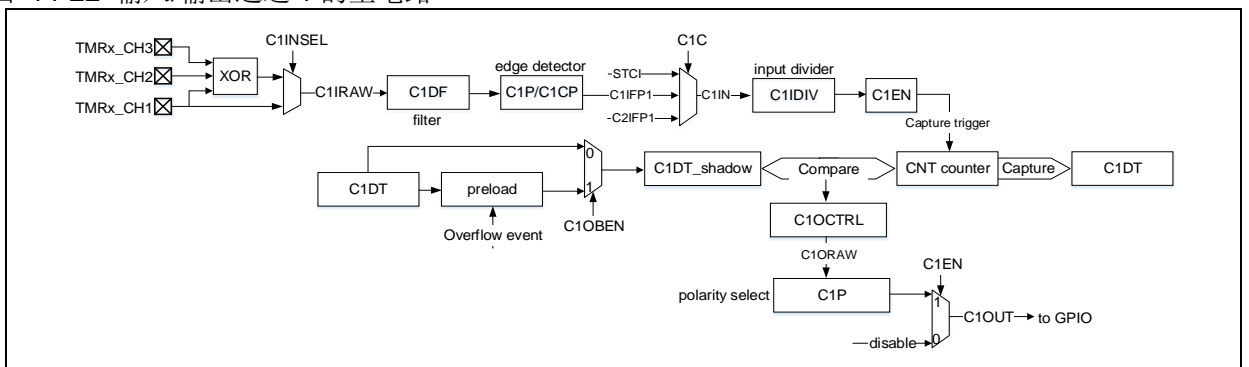 TMRx_CH3
TMRx_CH2
TMRx_CH1
XOR
C1INSEL
C1IRAW
C1DF
filter
edge detector
C1P/C1CP
-STCI
C1IFP1
-C2IFP1
C1C
C1IN
input divider
C1IDIV
C1EN
Capture trigger
C1DT
preload
Overflow event
0
1
C1OBEN
C1DT_shadow
Compare
CNT counter
Capture
C1DT
C1OCTRL
C1ORAW
polarity select
C1P
C1EN
1
0
disable
C1OUT
to GPIO